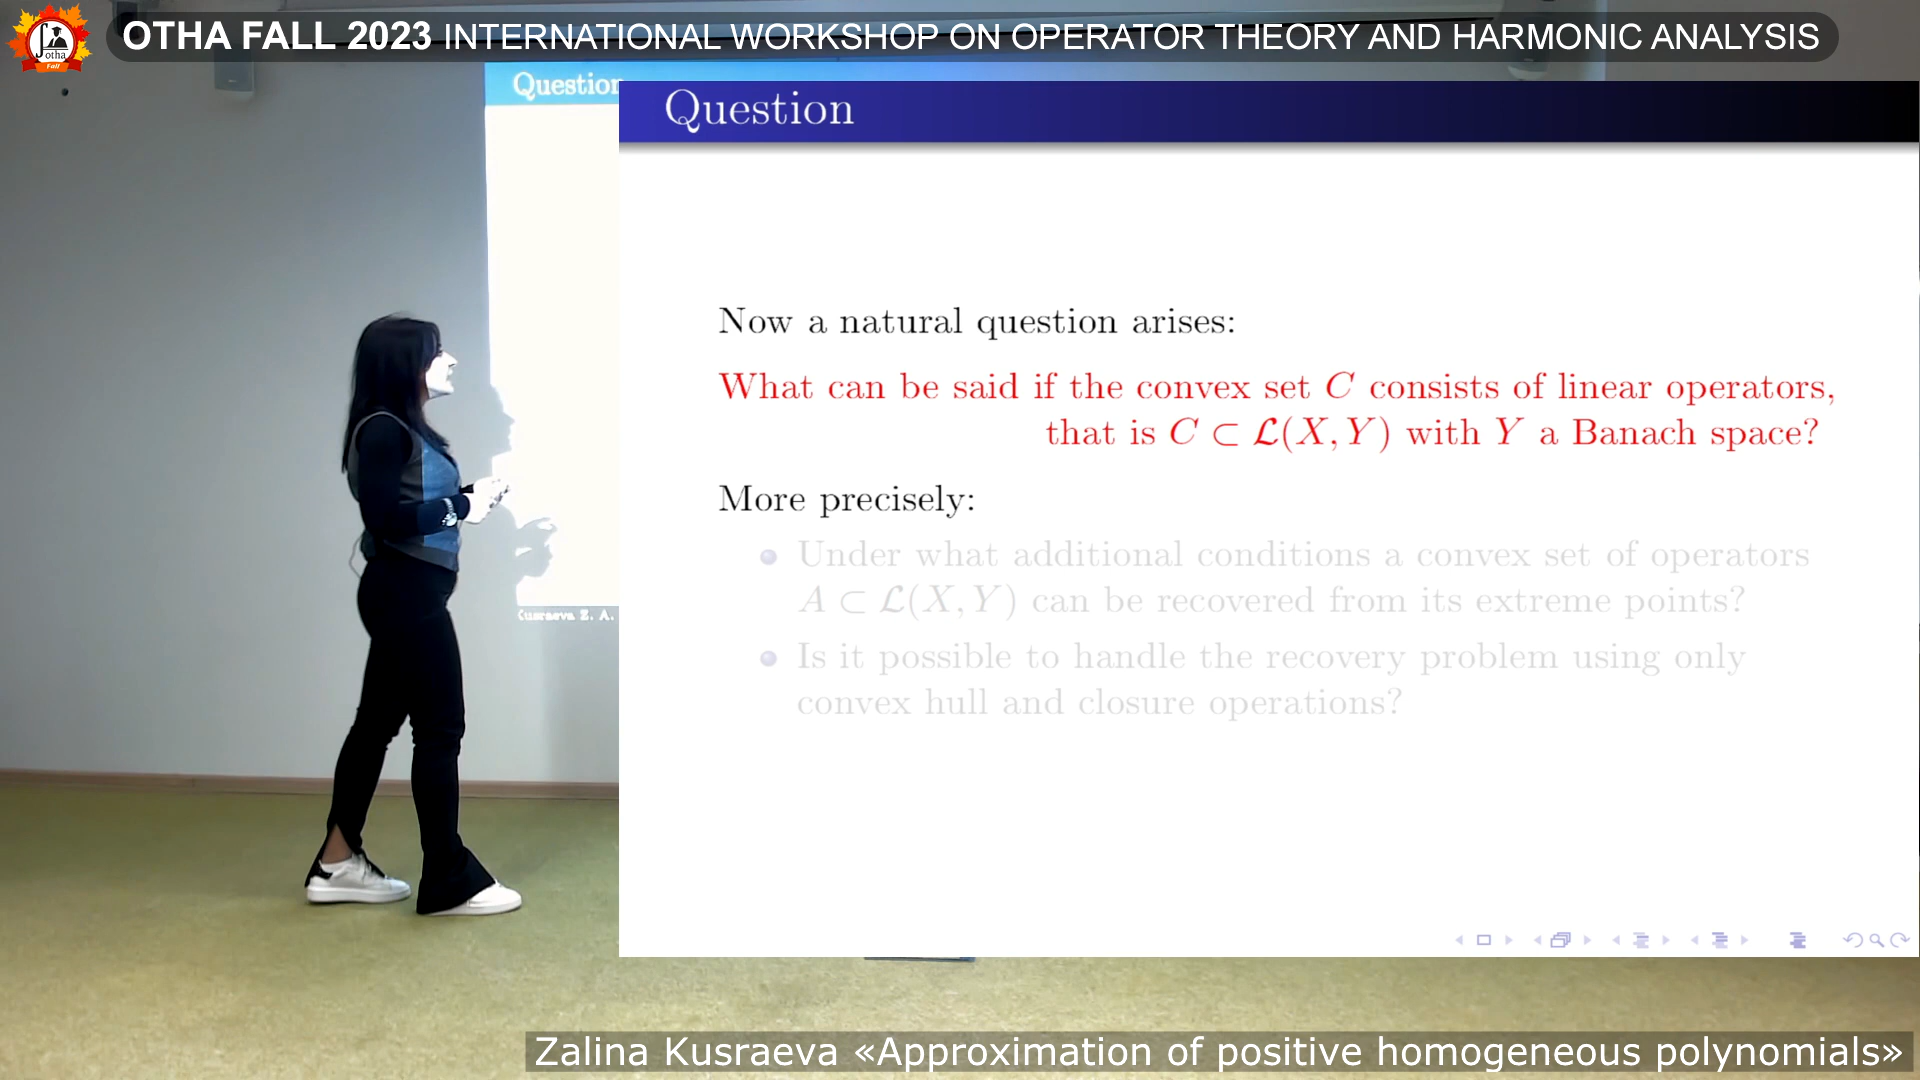 OTHA FALL 2023 INTERNATIONAL WORKSHOP ON OPERATOR THEORY AND HARMONIC ANALYSIS
otha
Fall
Question
Question
Now a natural question arises:
What can be said if the convex set C consists of linear operators,
that is C ⊂ ℒ(X, Y) with Y a Banach space?
More precisely:
Under what additional conditions a convex set of operators
A ⊂ ℒ(X, Y) can be recovered from its extreme points?
Is it possible to handle the recovery problem using only
convex hull and closure operations?
Kusraeva Z. A.
Zalina Kusraeva «Approximation of positive homogeneous polynomials»